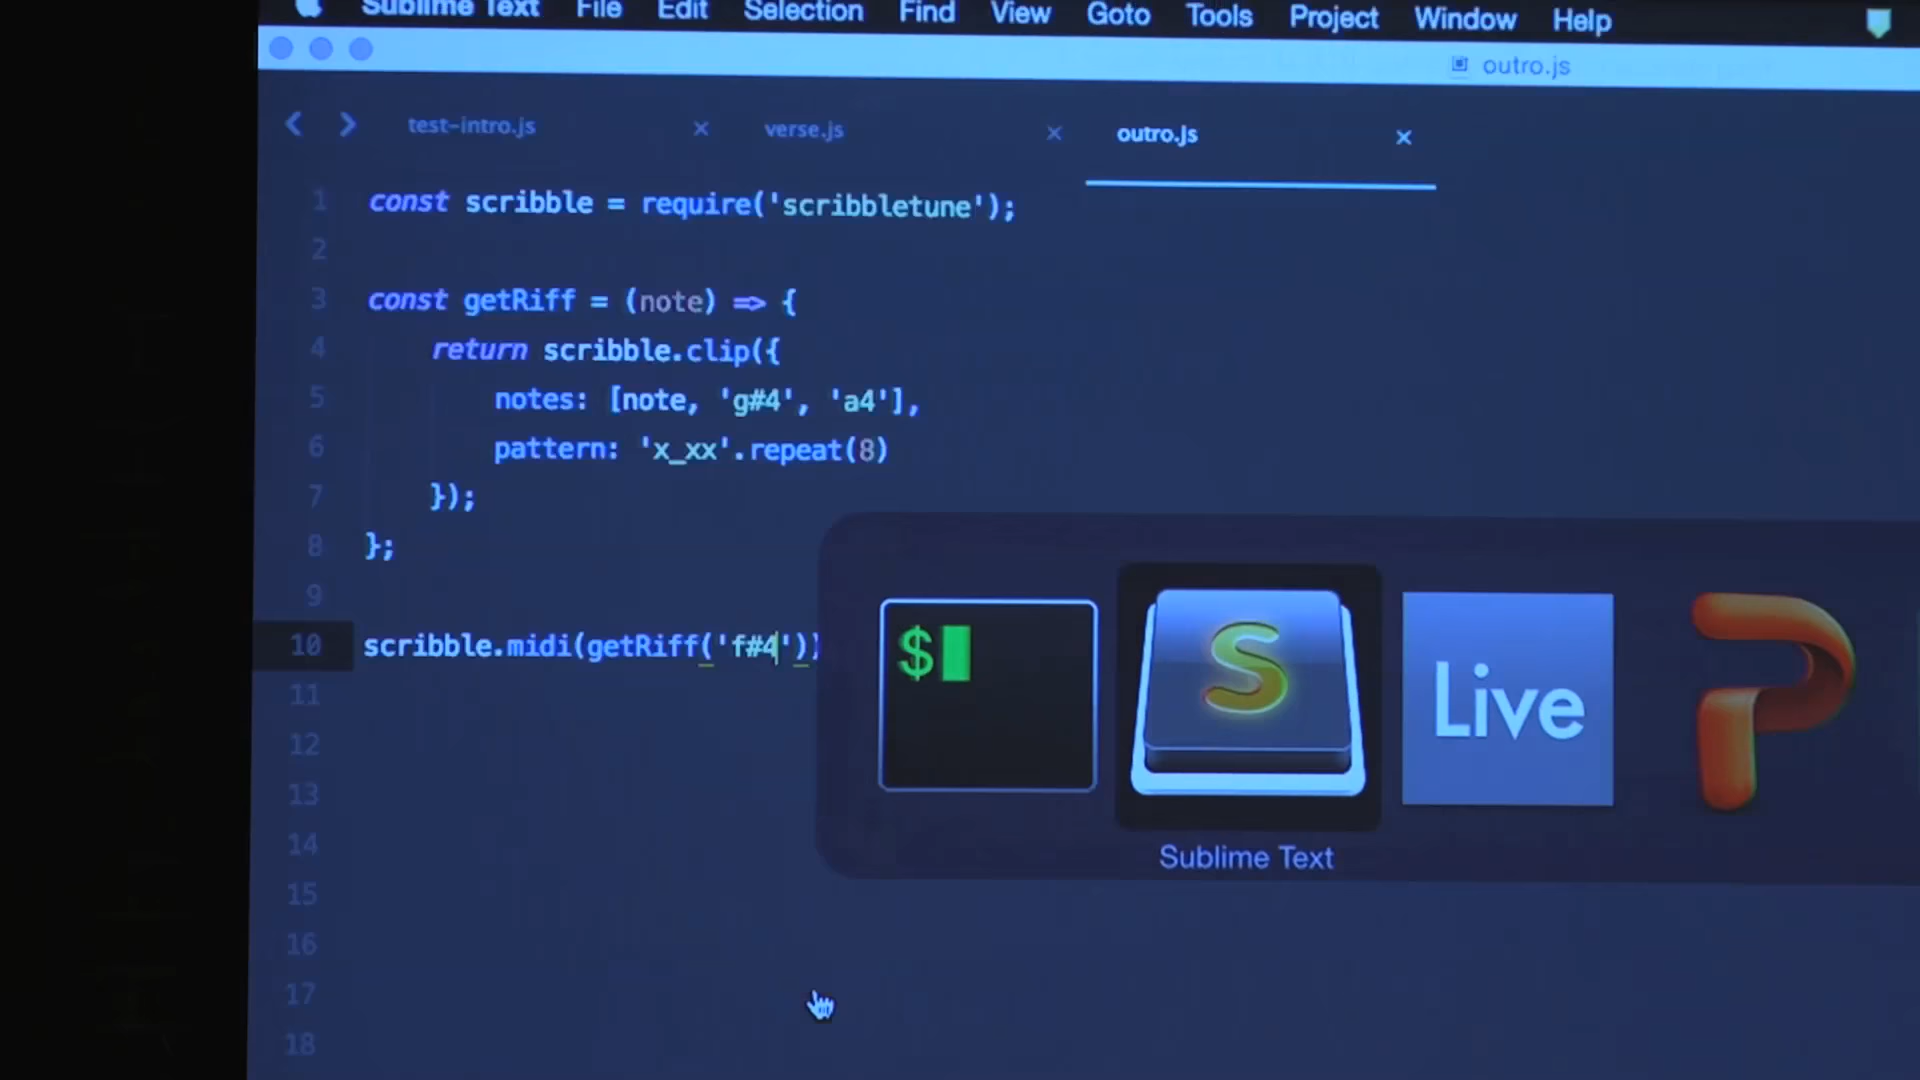 Sublime Text File Edit Selection Find View Goto Tools Project Window Help
outro.js
test-intro.js verse.js outro.js
1 const scribble = require('scribbletune');
2
3 const getRiff = (note) => {
4 return scribble.clip({
5 notes: [note, 'g#4', 'a4'],
6 pattern: 'x_xx'.repeat(8)
7 });
8 };
9
10 scribble.midi(getRiff('f#4'))
11
12
13
14
15
16
17
18
$
S
Live
Sublime Text